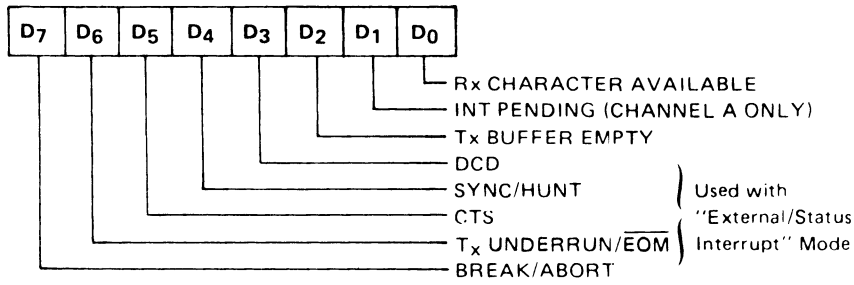 D7 D6 D5 D4 D3 D2 D1 D0
Rx CHARACTER AVAILABLE
INT PENDING (CHANNEL A ONLY)
Tx BUFFER EMPTY
DCD
SYNC/HUNT
CTS
Tx UNDERRUN/EOM
BREAK/ABORT
Used with
"External/Status
Interrupt" Mode